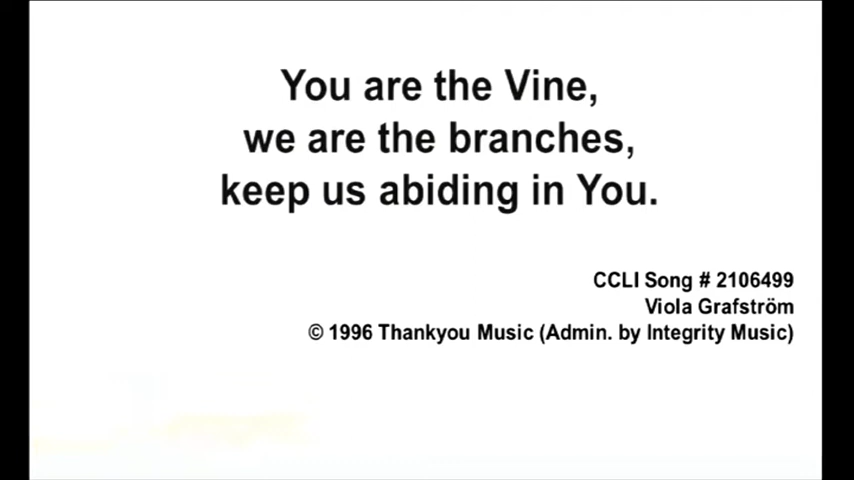 You are the Vine,
we are the branches,
keep us abiding in You.
CCLI Song # 2106499
Viola Grafström
© 1996 Thankyou Music (Admin. by Integrity Music)